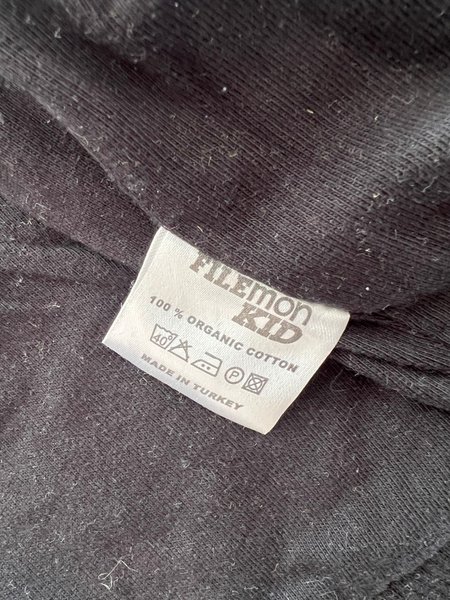 FILEMON
KID
100 % ORGANIC COTTON
40° P
MADE IN TURKEY